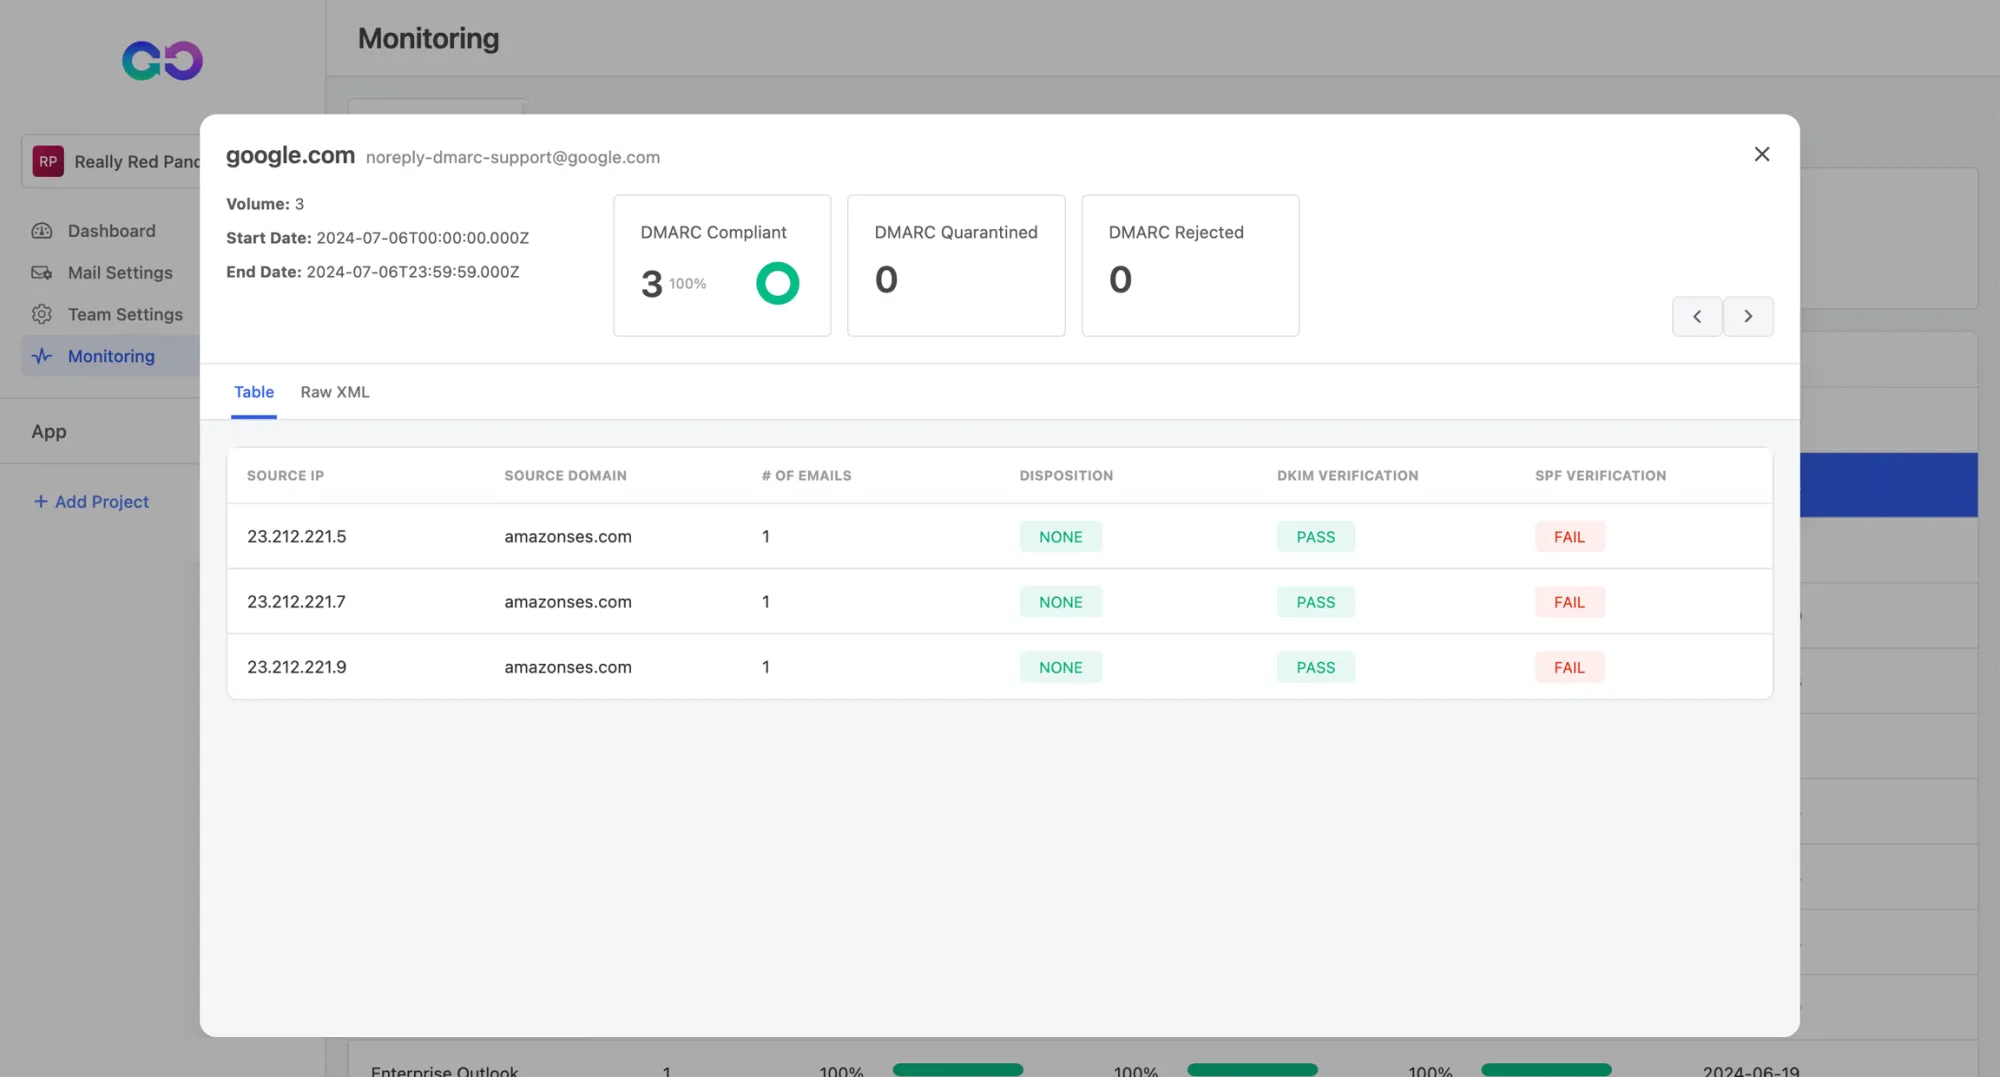 Monitoring
RP Really Red Pand
Dashboard
Mail Settings
Team Settings
Monitoring
App
+ Add Project
google.com noreply-dmarc-support@google.com
Volume: 3
Start Date: 2024-07-06T00:00:00.000Z
End Date: 2024-07-06T23:59:59.000Z
DMARC Compliant
3 100%
DMARC Quarantined
0
DMARC Rejected
0
Table Raw XML
SOURCE IP SOURCE DOMAIN # OF EMAILS DISPOSITION DKIM VERIFICATION SPF VERIFICATION
23.212.221.5 amazonses.com 1 NONE PASS FAIL
23.212.221.7 amazonses.com 1 NONE PASS FAIL
23.212.221.9 amazonses.com 1 NONE PASS FAIL
Enterprise Outlook 1 100% 100% 100% 2024-06-19